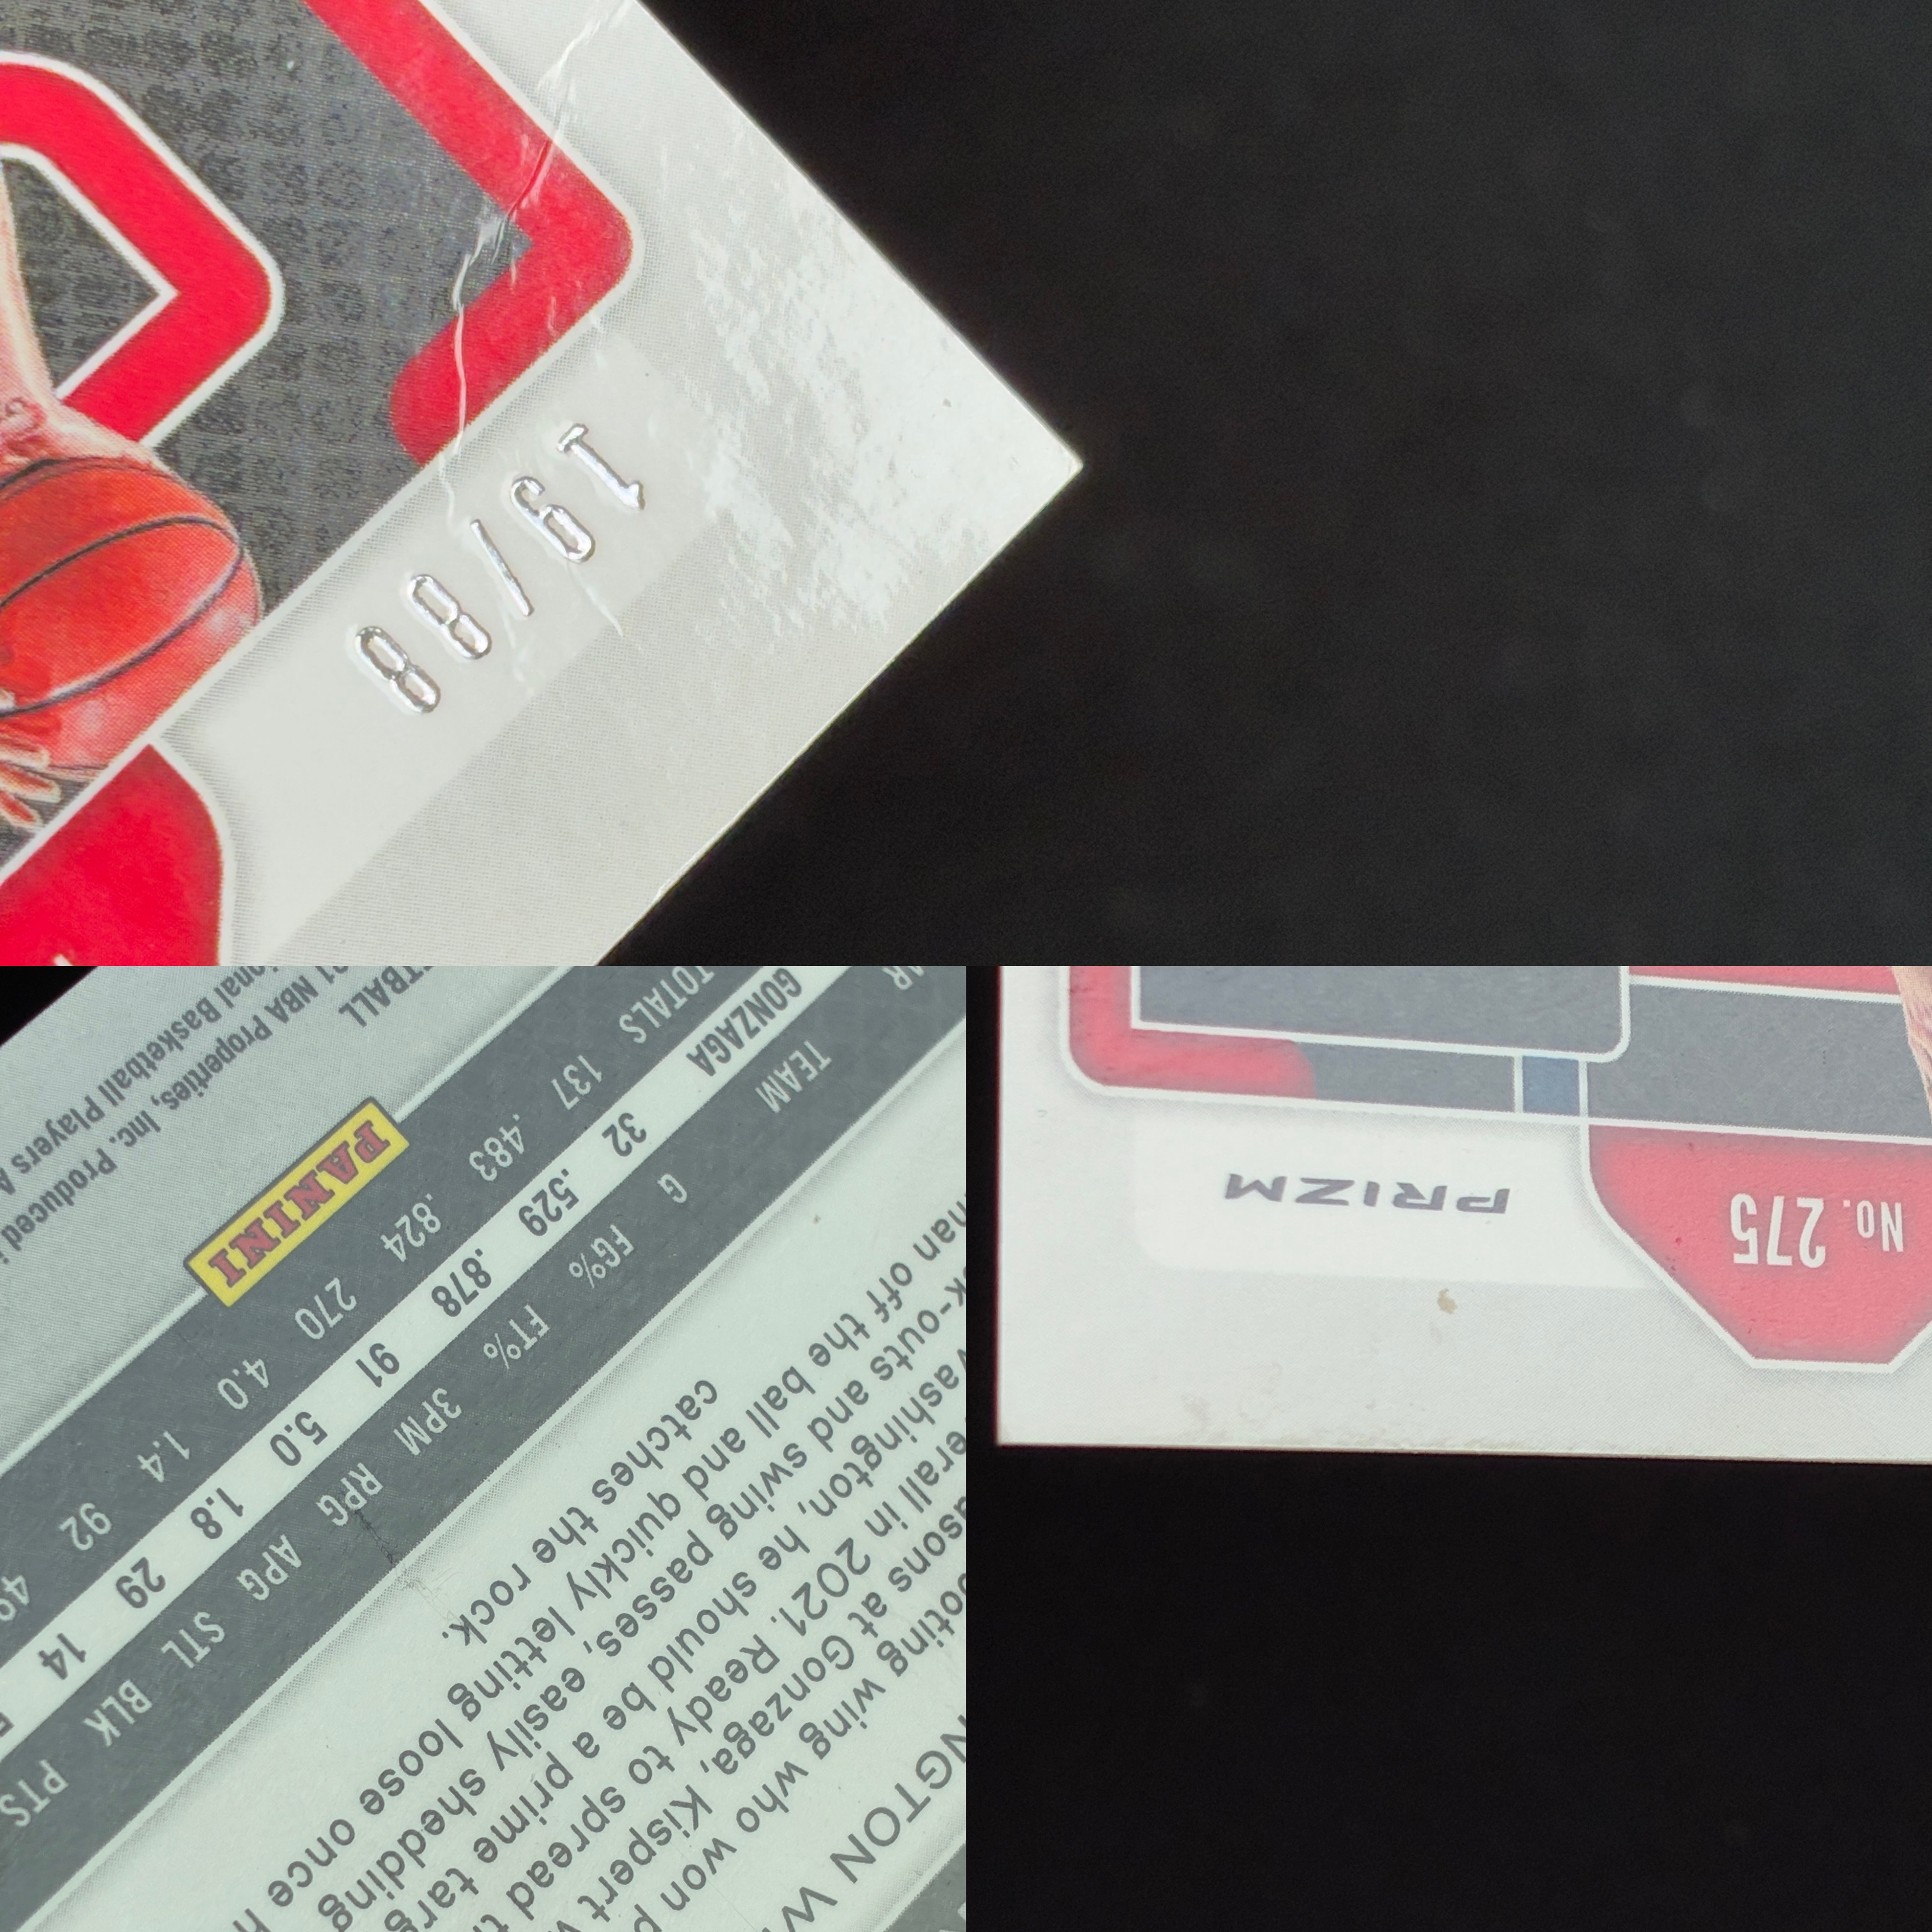 19/88
NGTON W
oting wing who won p
asons at Gonzaga, Kispert
erall in 2021. Ready to spread t
Washington, he should be a prime targ
k-outs and swing passes, easily shedding
man off the ball and quickly letting loose once h
catches the rock.
AR TEAM G FG% FT% 3PM RPG APG STL BLK PTS
GONZAGA 32 .529 .878 91 5.0 1.8 29 14
TOTALS 137 .483 .824 270 4.0 1.4 92
PANINI
TBALL
21 NBA Properties, Inc. Produced
onal Basketball Players A
No. 275
PRIZM